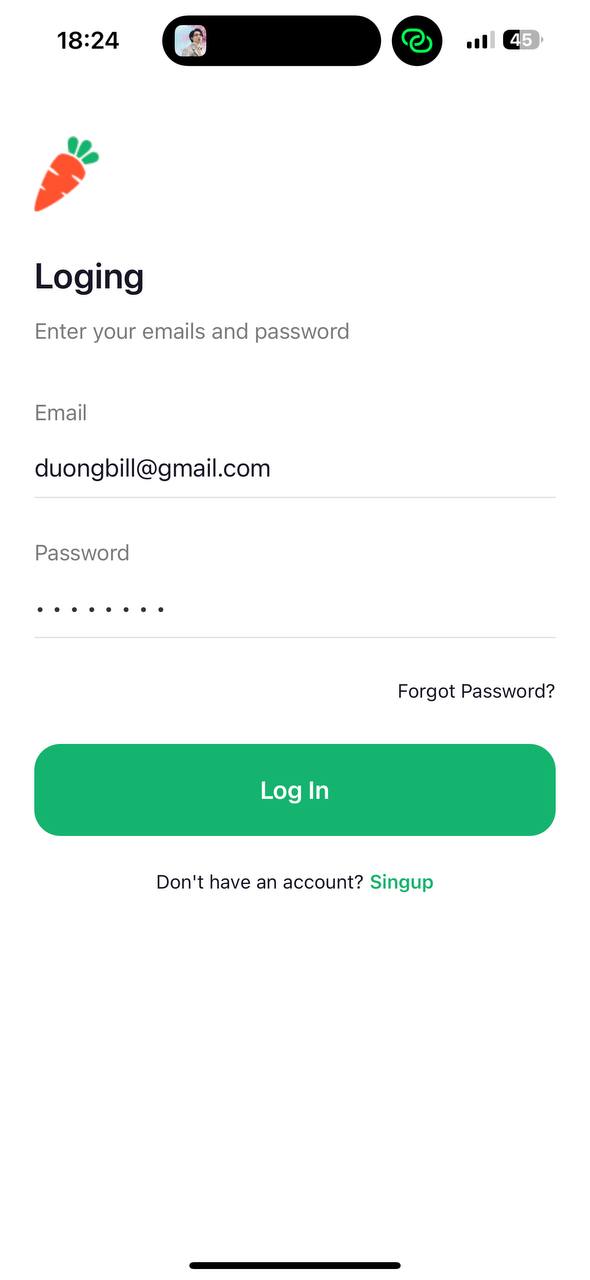 18:24
45
Loging
Enter your emails and password
Email
duongbill@gmail.com
Password
Forgot Password?
Log In
Don't have an account? Singup